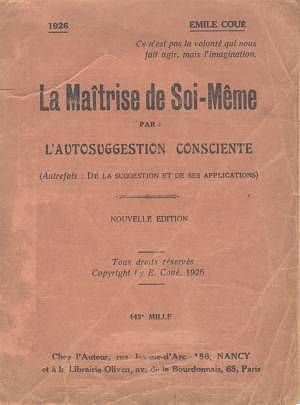 1926 EMILE COUÉ
Ce n'est pas la volonté qui nous
fait agir, mais l'imagination.
La Maîtrise de Soi-Même
PAR :
L'AUTOSUGGESTION CONSCIENTE
(Autrefois : DE LA SUGGESTION ET DE SES APPLICATIONS)
NOUVELLE EDITION
Tous droits réservés
Copyright by E. Coué, 1926
143e MILLE
Chez l'Auteur, rue Jeanne-d'Arc 186, NANCY
et à la Librairie Oliven, av. de la Bourdonnais, 65, Paris